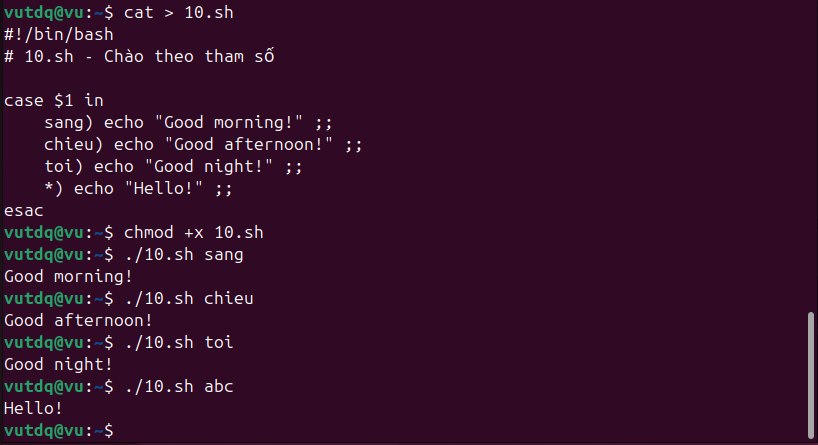 vutdq@vu:~$ cat > 10.sh
#!/bin/bash
# 10.sh - Chào theo tham số

case $1 in
    sang) echo "Good morning!" ;;
    chieu) echo "Good afternoon!" ;;
    toi) echo "Good night!" ;;
    *) echo "Hello!" ;;
esac
vutdq@vu:~$ chmod +x 10.sh
vutdq@vu:~$ ./10.sh sang
Good morning!
vutdq@vu:~$ ./10.sh chieu
Good afternoon!
vutdq@vu:~$ ./10.sh toi
Good night!
vutdq@vu:~$ ./10.sh abc
Hello!
vutdq@vu:~$